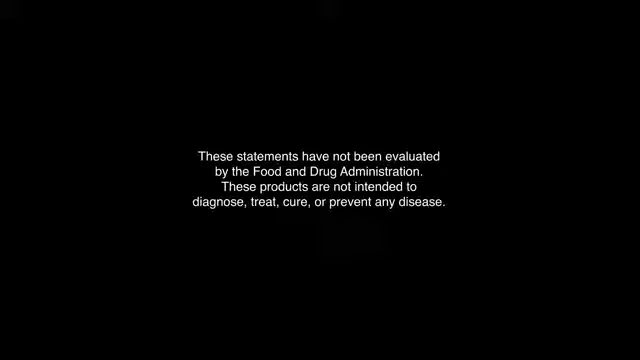 These statements have not been evaluated
by the Food and Drug Administration.
These products are not intended to
diagnose, treat, cure, or prevent any disease.